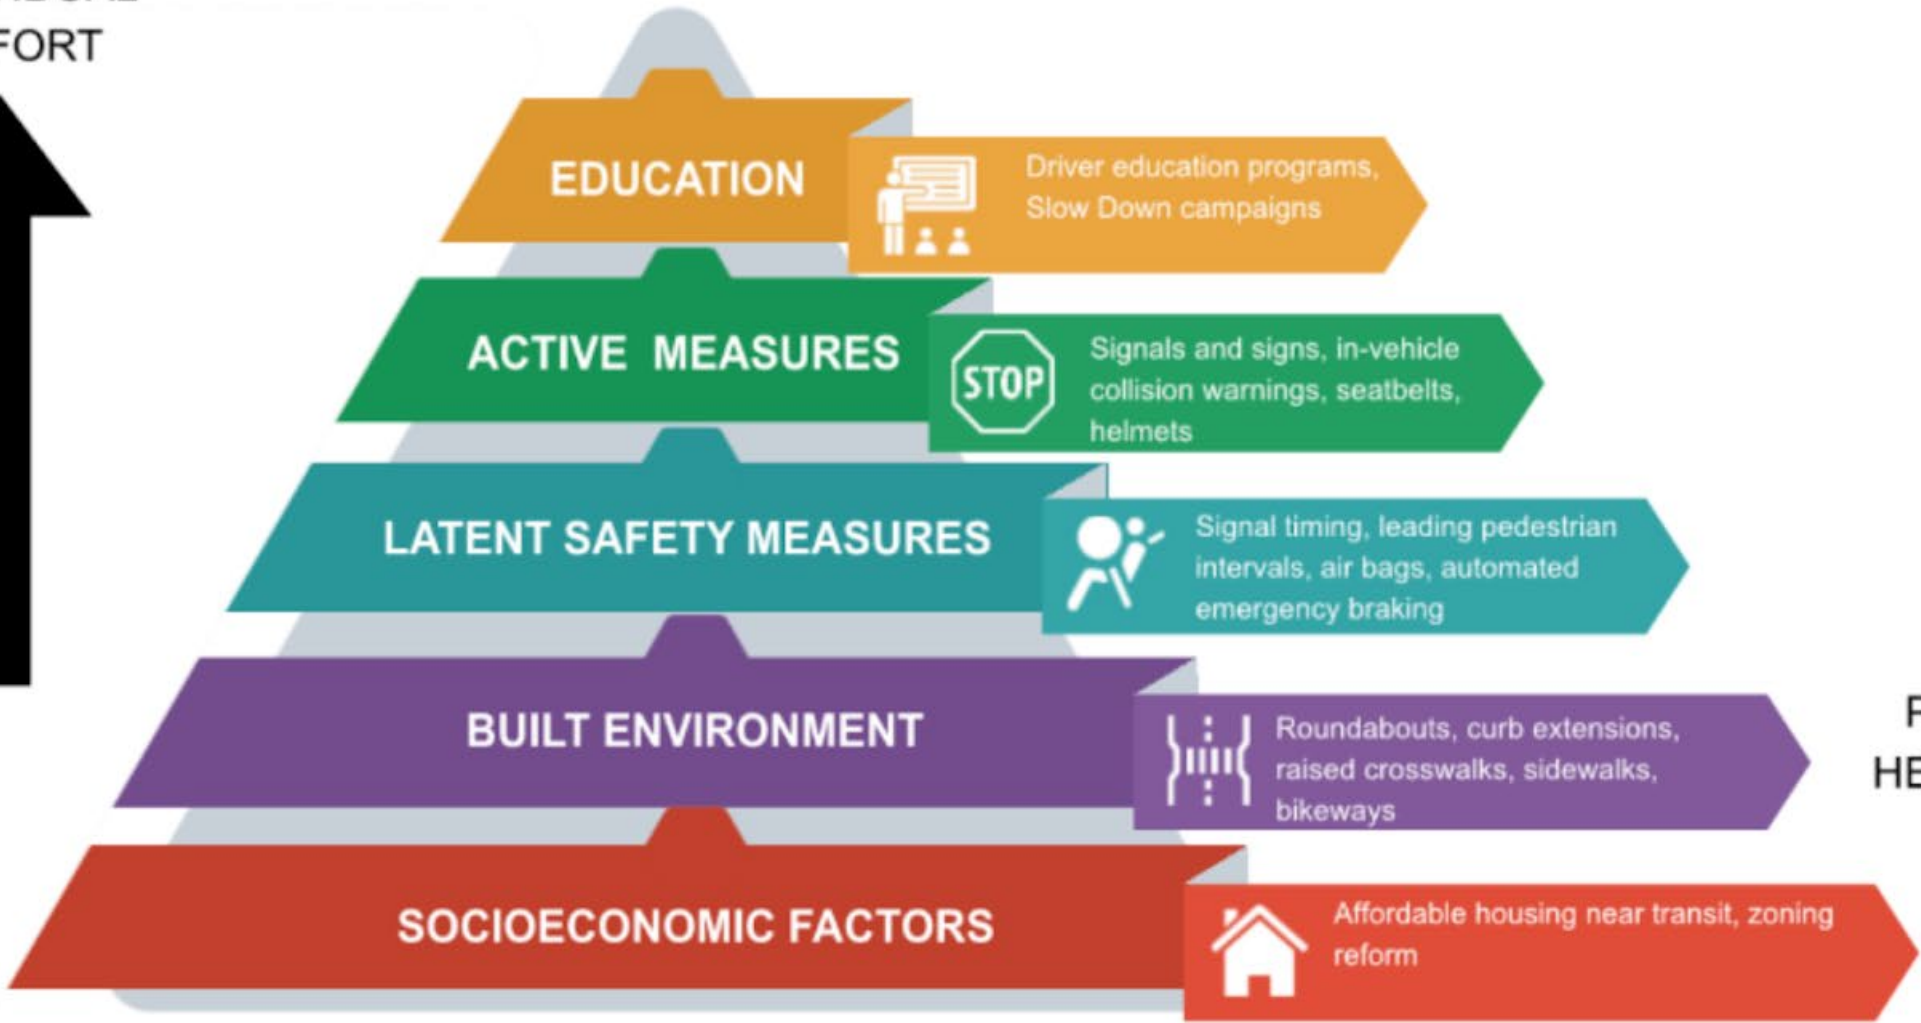 FORT
EDUCATION
Driver education programs,
Slow Down campaigns
ACTIVE MEASURES
STOP
Signals and signs, in-vehicle
collision warnings, seatbelts,
helmets
LATENT SAFETY MEASURES
Signal timing, leading pedestrian
intervals, air bags, automated
emergency braking
BUILT ENVIRONMENT
Roundabouts, curb extensions,
raised crosswalks, sidewalks,
bikeways
HE
SOCIOECONOMIC FACTORS
Affordable housing near transit, zoning
reform